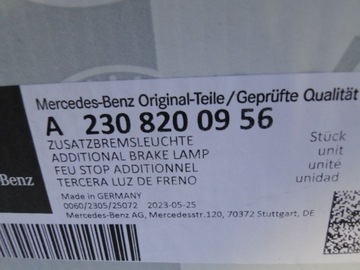 Mercedes-Benz Original-Teile/Geprüfte Qualität
A 230 820 09 56
ZUSATZBREMSLEUCHTE Stück
ADDITIONAL BRAKE LAMP unit
FEU STOP ADDITIONNEL unité
TERCERA LUZ DE FRENO unidad
Benz
Made in GERMANY
0060/2305/25072 2023-05-25
Mercedes-Benz AG, Mercedesstr.120, 70372 Stuttgart, DE